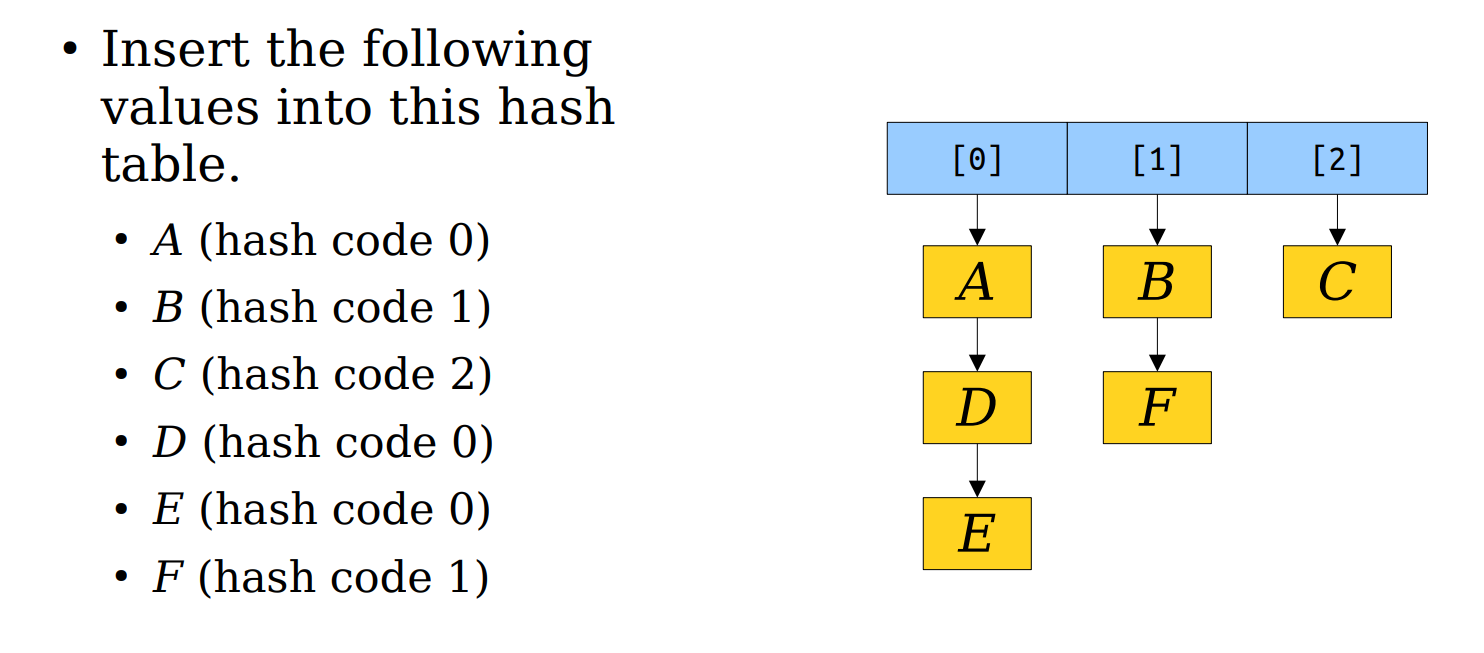 • Insert the following
values into this hash
table.
• A (hash code 0)
• B (hash code 1)
• C (hash code 2)
• D (hash code 0)
• E (hash code 0)
• F (hash code 1)
[0] [1] [2]
A B C
D F
E